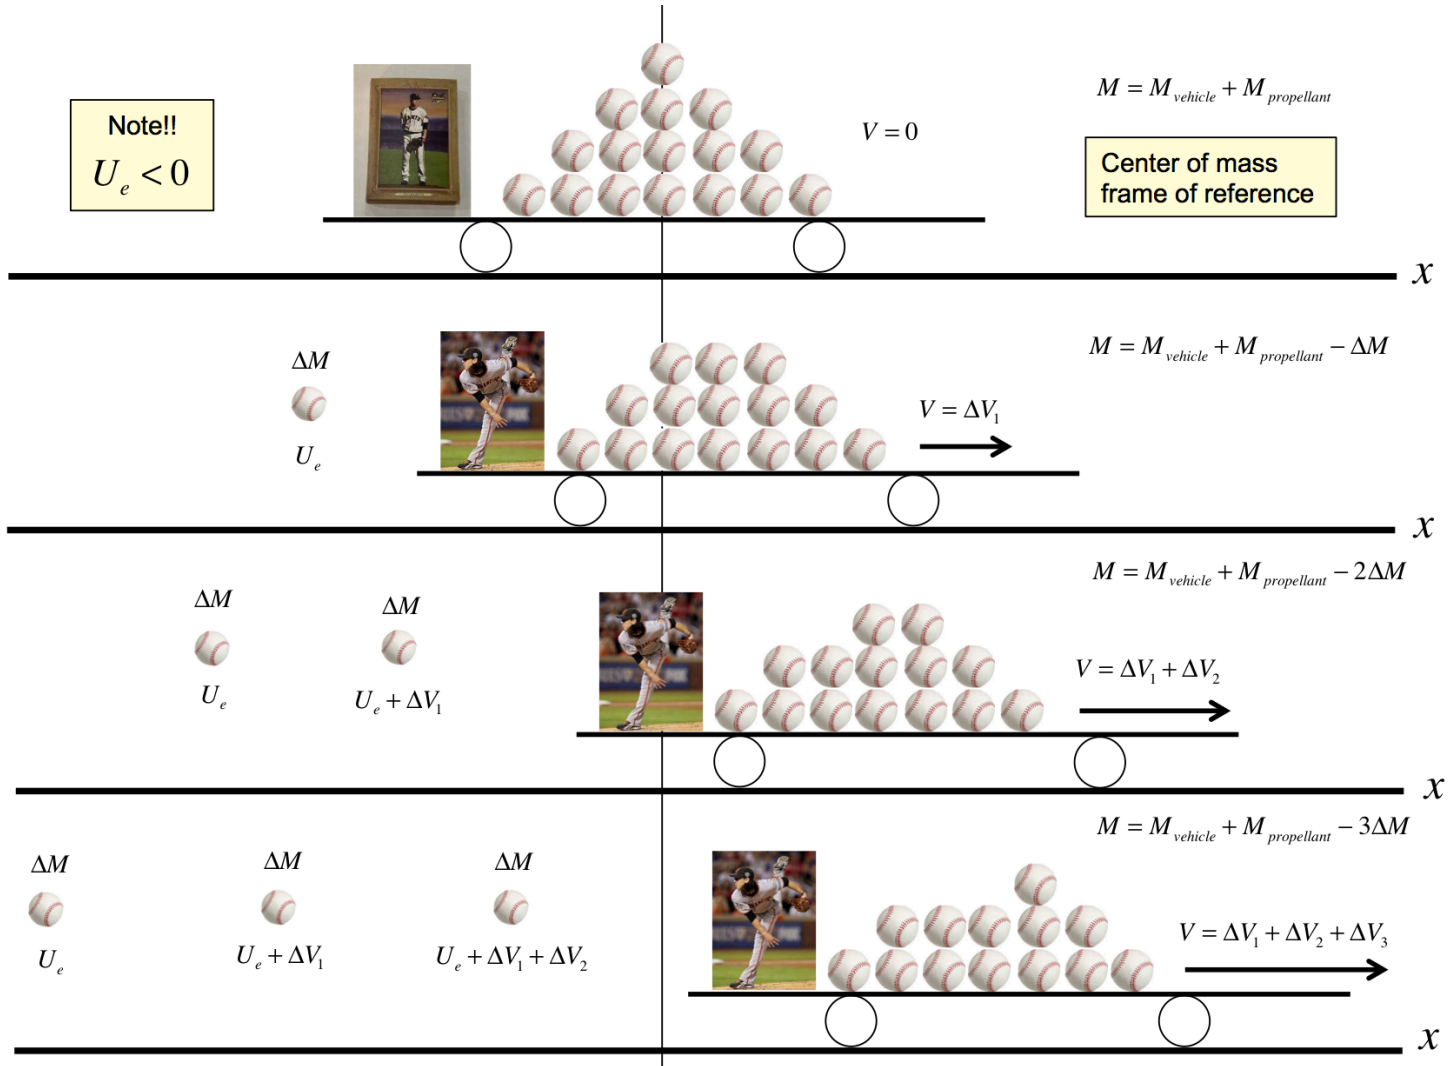 Note!!
U_e < 0
V = 0
M = M_vehicle + M_propellant
Center of mass
frame of reference
x
ΔM
U_e
V = ΔV_1
M = M_vehicle + M_propellant − ΔM
x
ΔM
U_e
ΔM
U_e + ΔV_1
V = ΔV_1 + ΔV_2
M = M_vehicle + M_propellant − 2ΔM
x
ΔM
U_e
ΔM
U_e + ΔV_1
ΔM
U_e + ΔV_1 + ΔV_2
V = ΔV_1 + ΔV_2 + ΔV_3
M = M_vehicle + M_propellant − 3ΔM
x